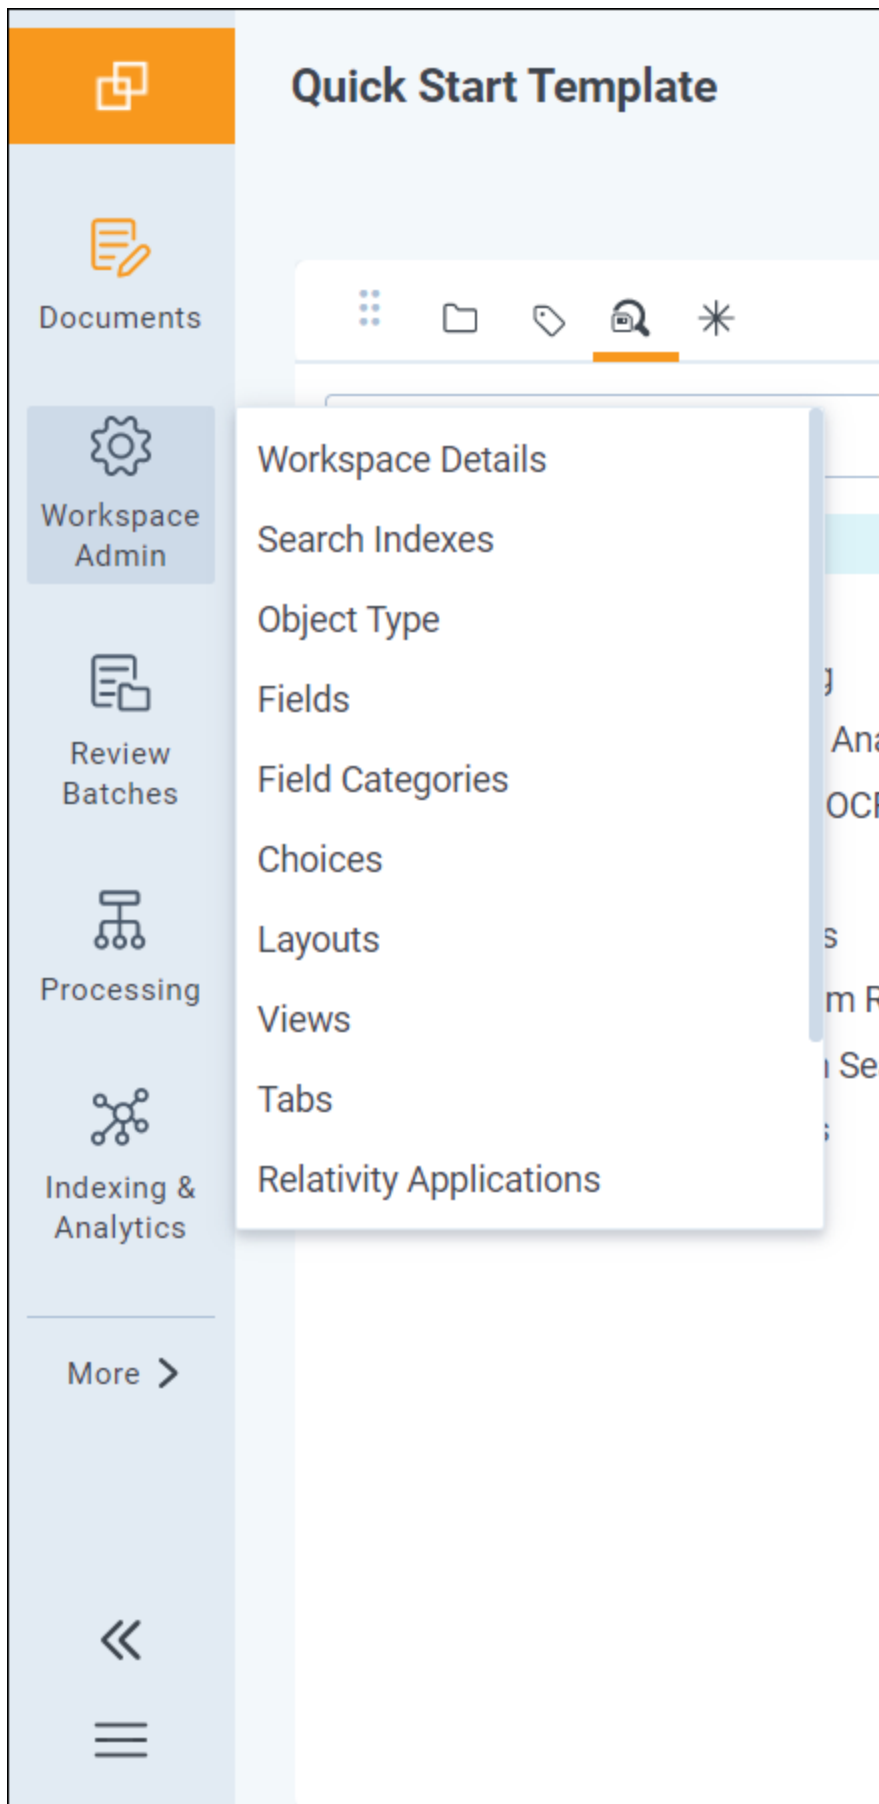 Quick Start Template
Documents
Workspace
Admin
Workspace Details
Search Indexes
Object Type
Fields
Field Categories
Choices
Layouts
Views
Tabs
Relativity Applications
Review
Batches
Processing
Indexing &
Analytics
More